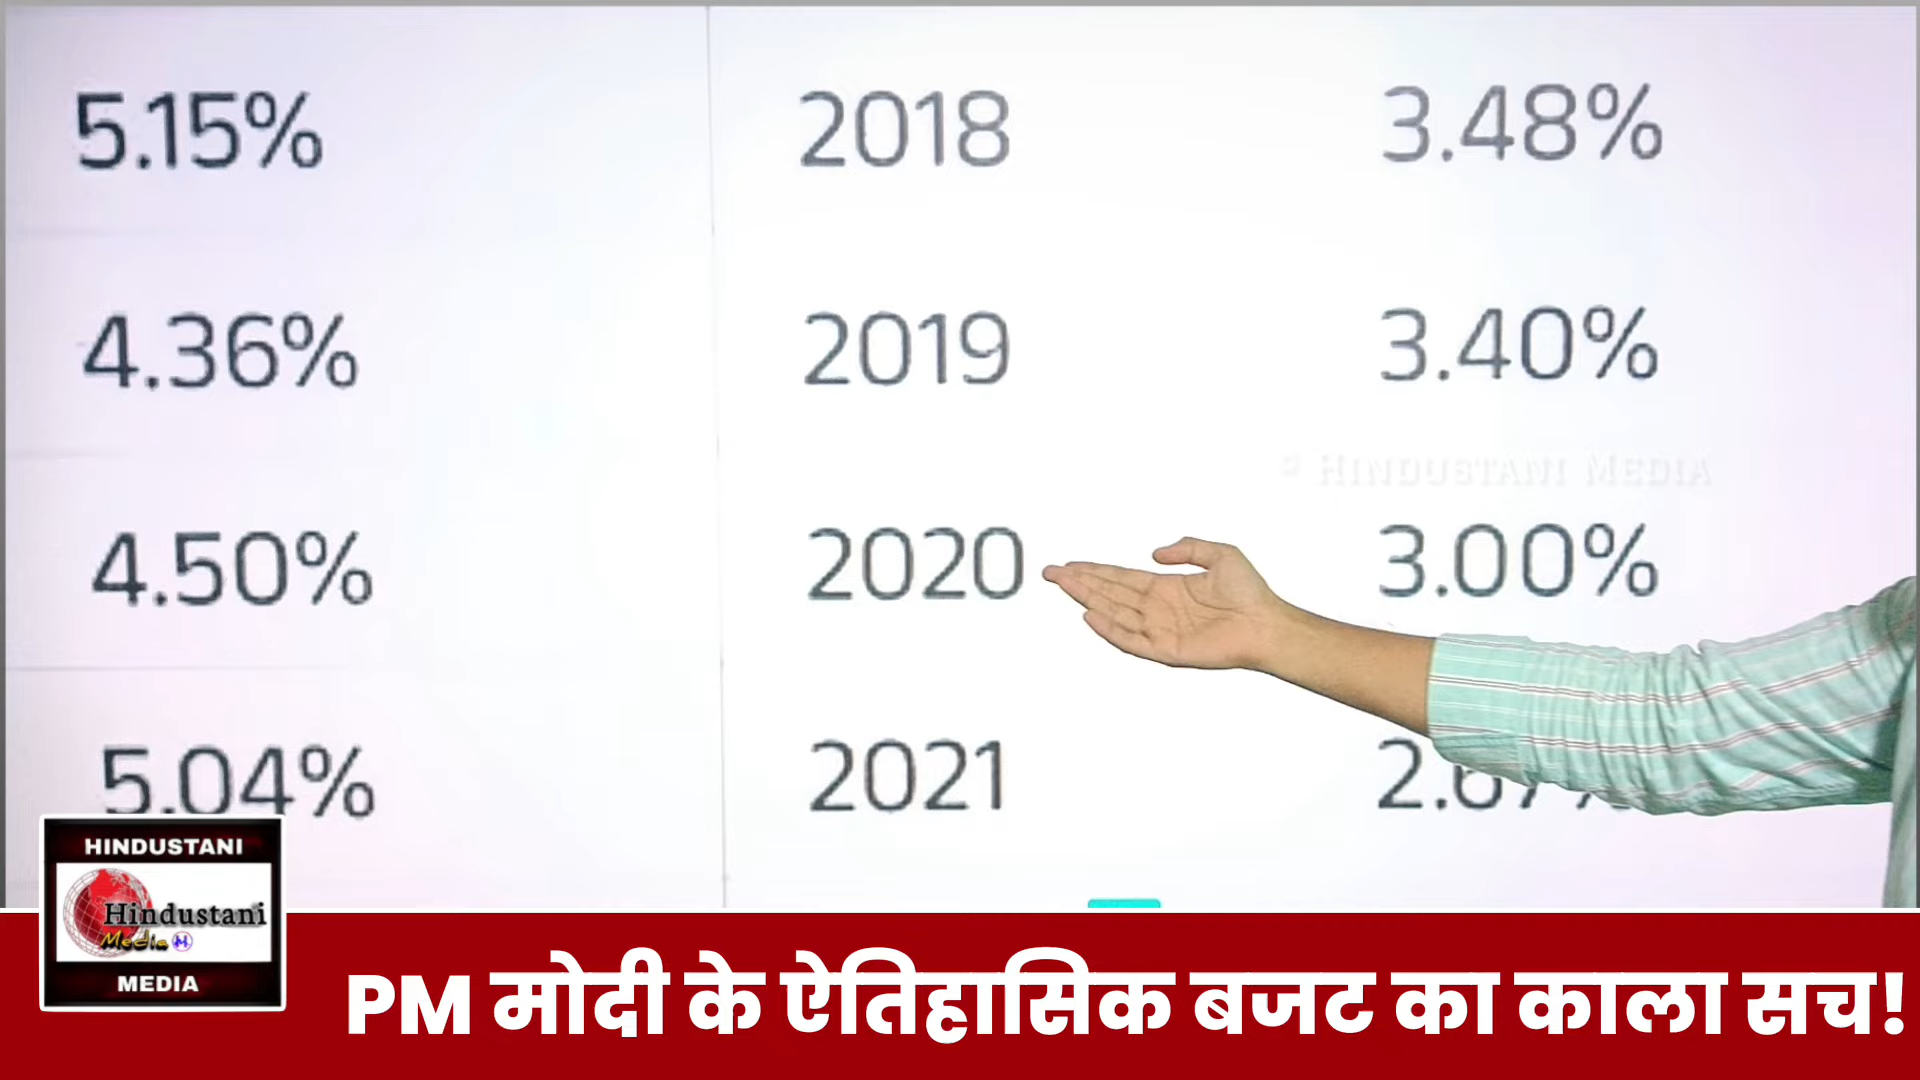 5.15% 2018 3.48%
4.36% 2019 3.40%
© HINDUSTANI MEDIA
4.50% 2020 3.00%
5.04% 2021
HINDUSTANI
Hindustani
Media M
MEDIA
PM मोदी के ऐतिहासिक बजट का काला सच!